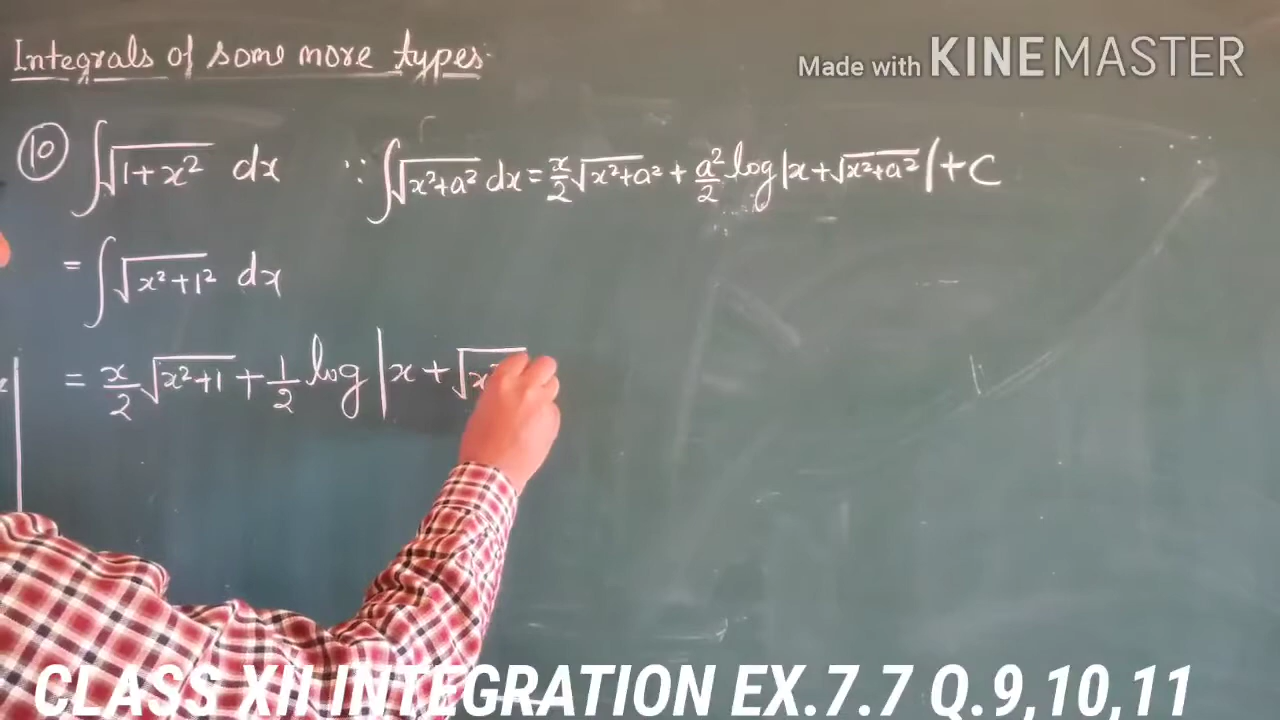 Integrals of some more types.
Made with KINEMASTER
⑩ ∫√(1+x²) dx ∵ ∫√(x²+a²) dx = x/2 √(x²+a²) + a²/2 log|x+√(x²+a²)|+C
= ∫√(x²+1²) dx
= x/2 √(x²+1) + 1/2 log|x+√x²
CLASS XII INTEGRATION EX.7.7 Q.9,10,11